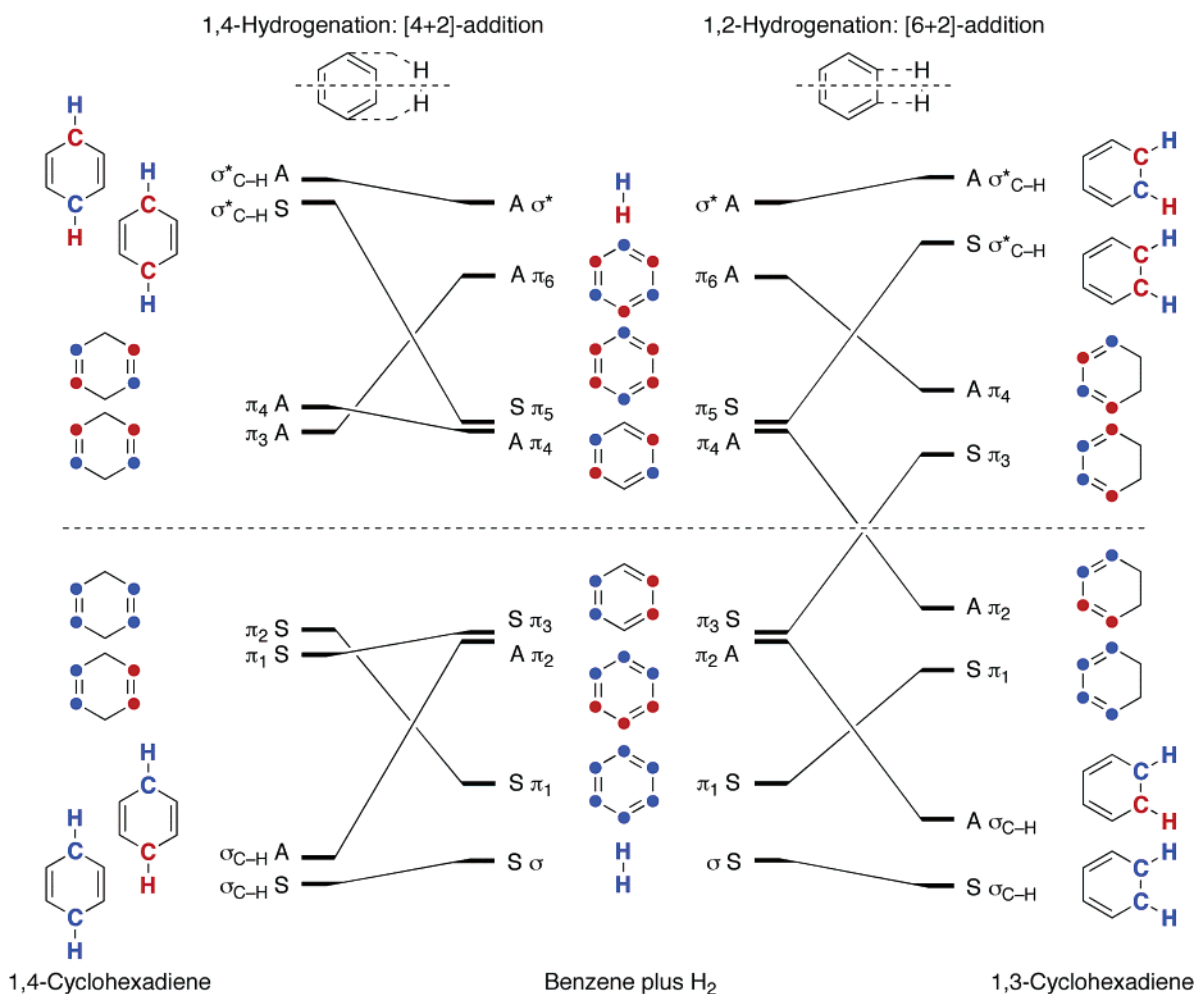 1,4-Hydrogenation: [4+2]-addition
1,2-Hydrogenation: [6+2]-addition
H
H
H
H
H
C
C
H
H
C
C
H
σ*C–H A
σ*C–H S
A σ*
A π6
π4 A
π3 A
S π5
A π4
H
H
σ* A
π6 A
π5 S
π4 A
A σ*C–H
S σ*C–H
A π4
S π3
C
H
C
H
C
H
C
H
π2 S
π1 S
S π3
A π2
S π1
σC–H A
σC–H S
S σ
H
C
C
H
H
C
C
H
H
H
π3 S
π2 A
π1 S
σ S
A π2
S π1
A σC–H
S σC–H
C
H
C
H
C
H
C
H
1,4-Cyclohexadiene
Benzene plus H2
1,3-Cyclohexadiene